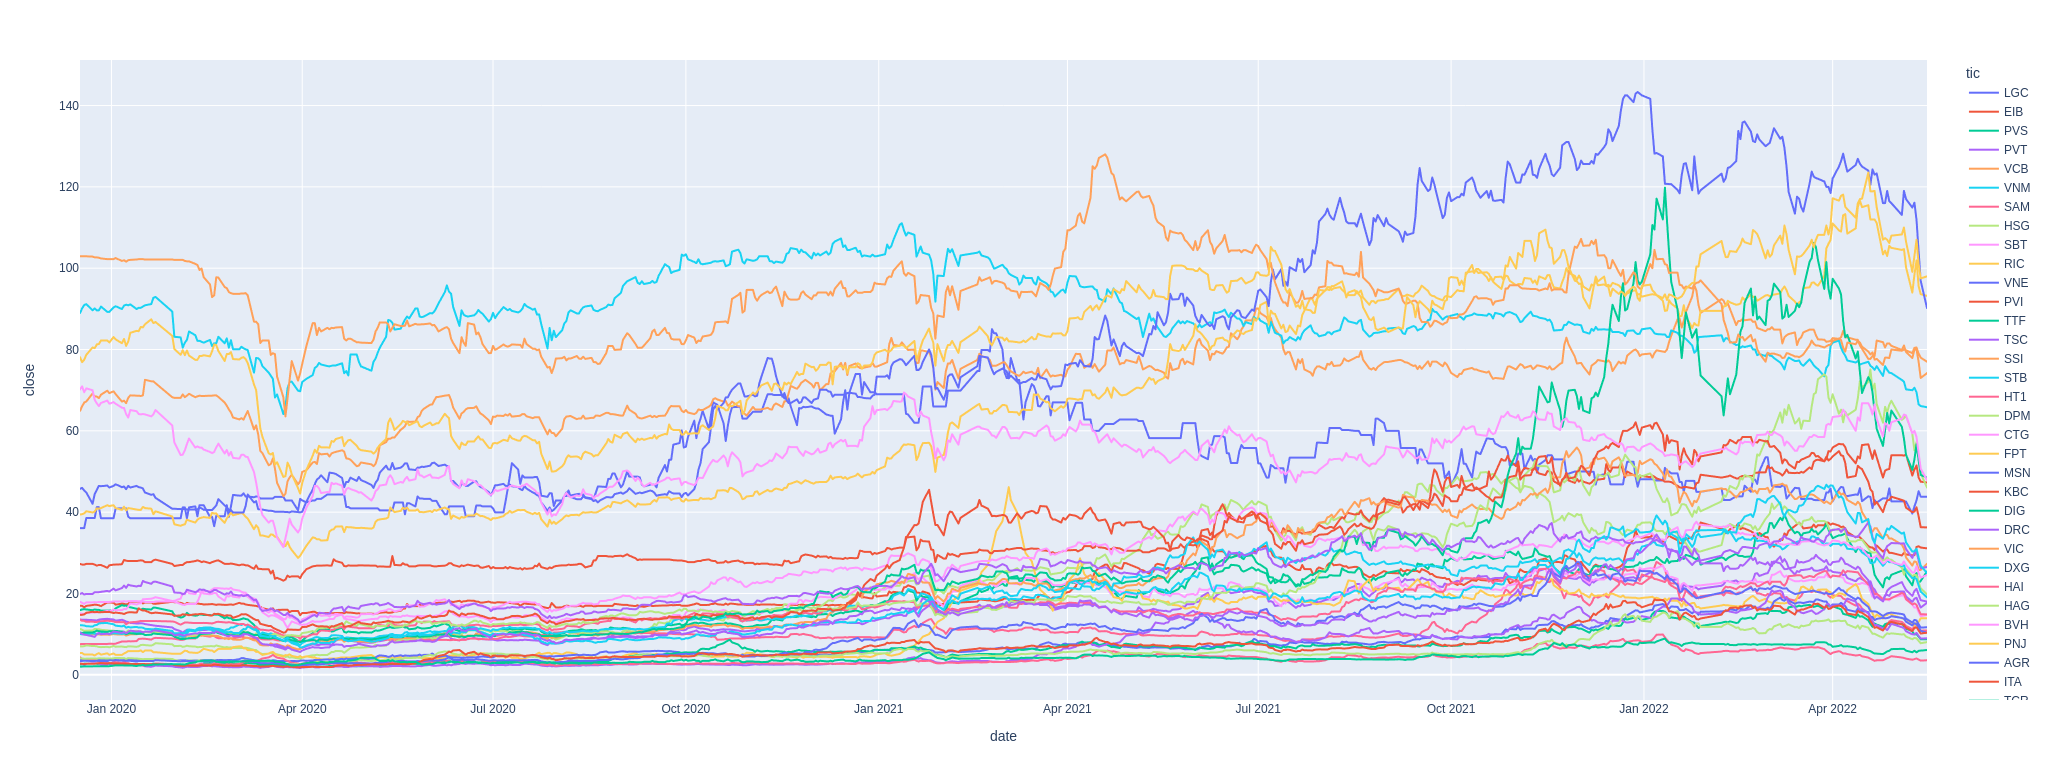 tic
LGC
EIB
PVS
PVT
VCB
VNM
SAM
HSG
SBT
RIC
VNE
PVI
TTF
TSC
SSI
STB
HT1
DPM
CTG
FPT
MSN
KBC
DIG
DRC
VIC
DXG
HAI
HAG
BVH
PNJ
AGR
ITA
close
140
120
100
80
60
40
20
0
Jan 2020
Apr 2020
Jul 2020
Oct 2020
Jan 2021
Apr 2021
Jul 2021
Oct 2021
Jan 2022
Apr 2022
date